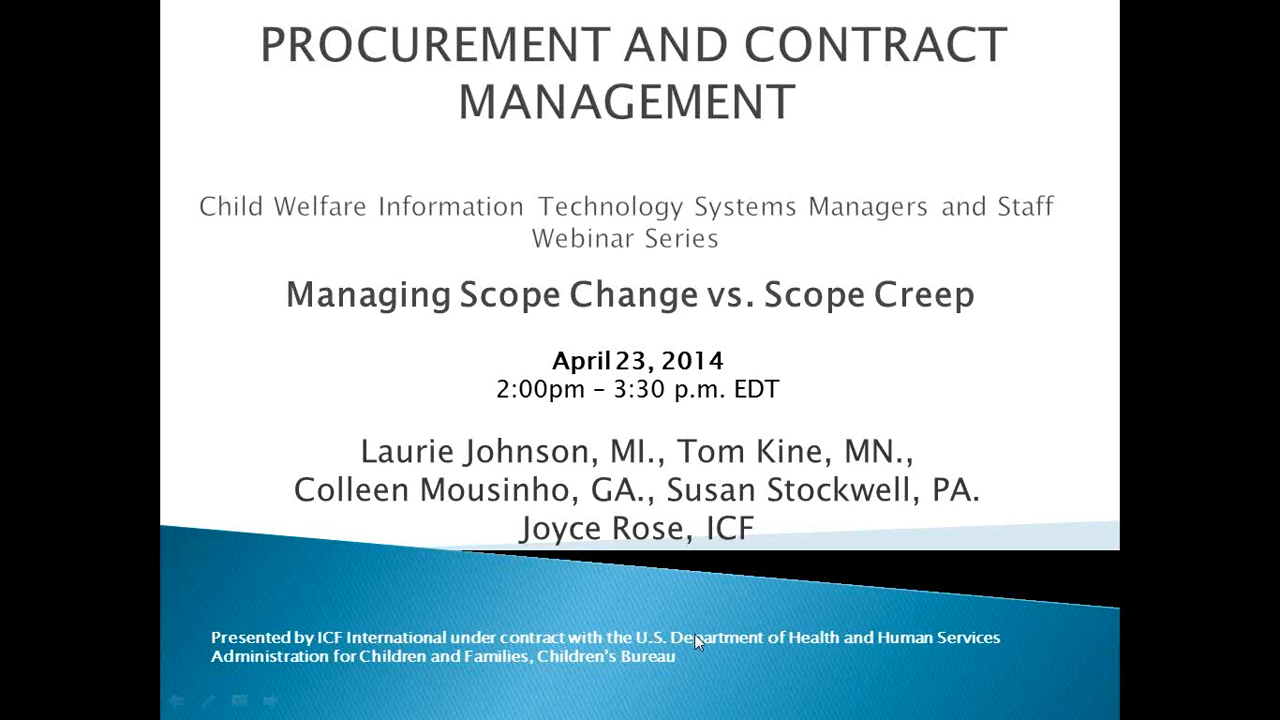 PROCUREMENT AND CONTRACT
MANAGEMENT
Child Welfare Information Technology Systems Managers and Staff
Webinar Series
Managing Scope Change vs. Scope Creep
April 23, 2014
2:00pm – 3:30 p.m. EDT
Laurie Johnson, MI., Tom Kine, MN.,
Colleen Mousinho, GA., Susan Stockwell, PA.
Joyce Rose, ICF
Presented by ICF International under contract with the U.S. Department of Health and Human Services
Administration for Children and Families, Children’s Bureau